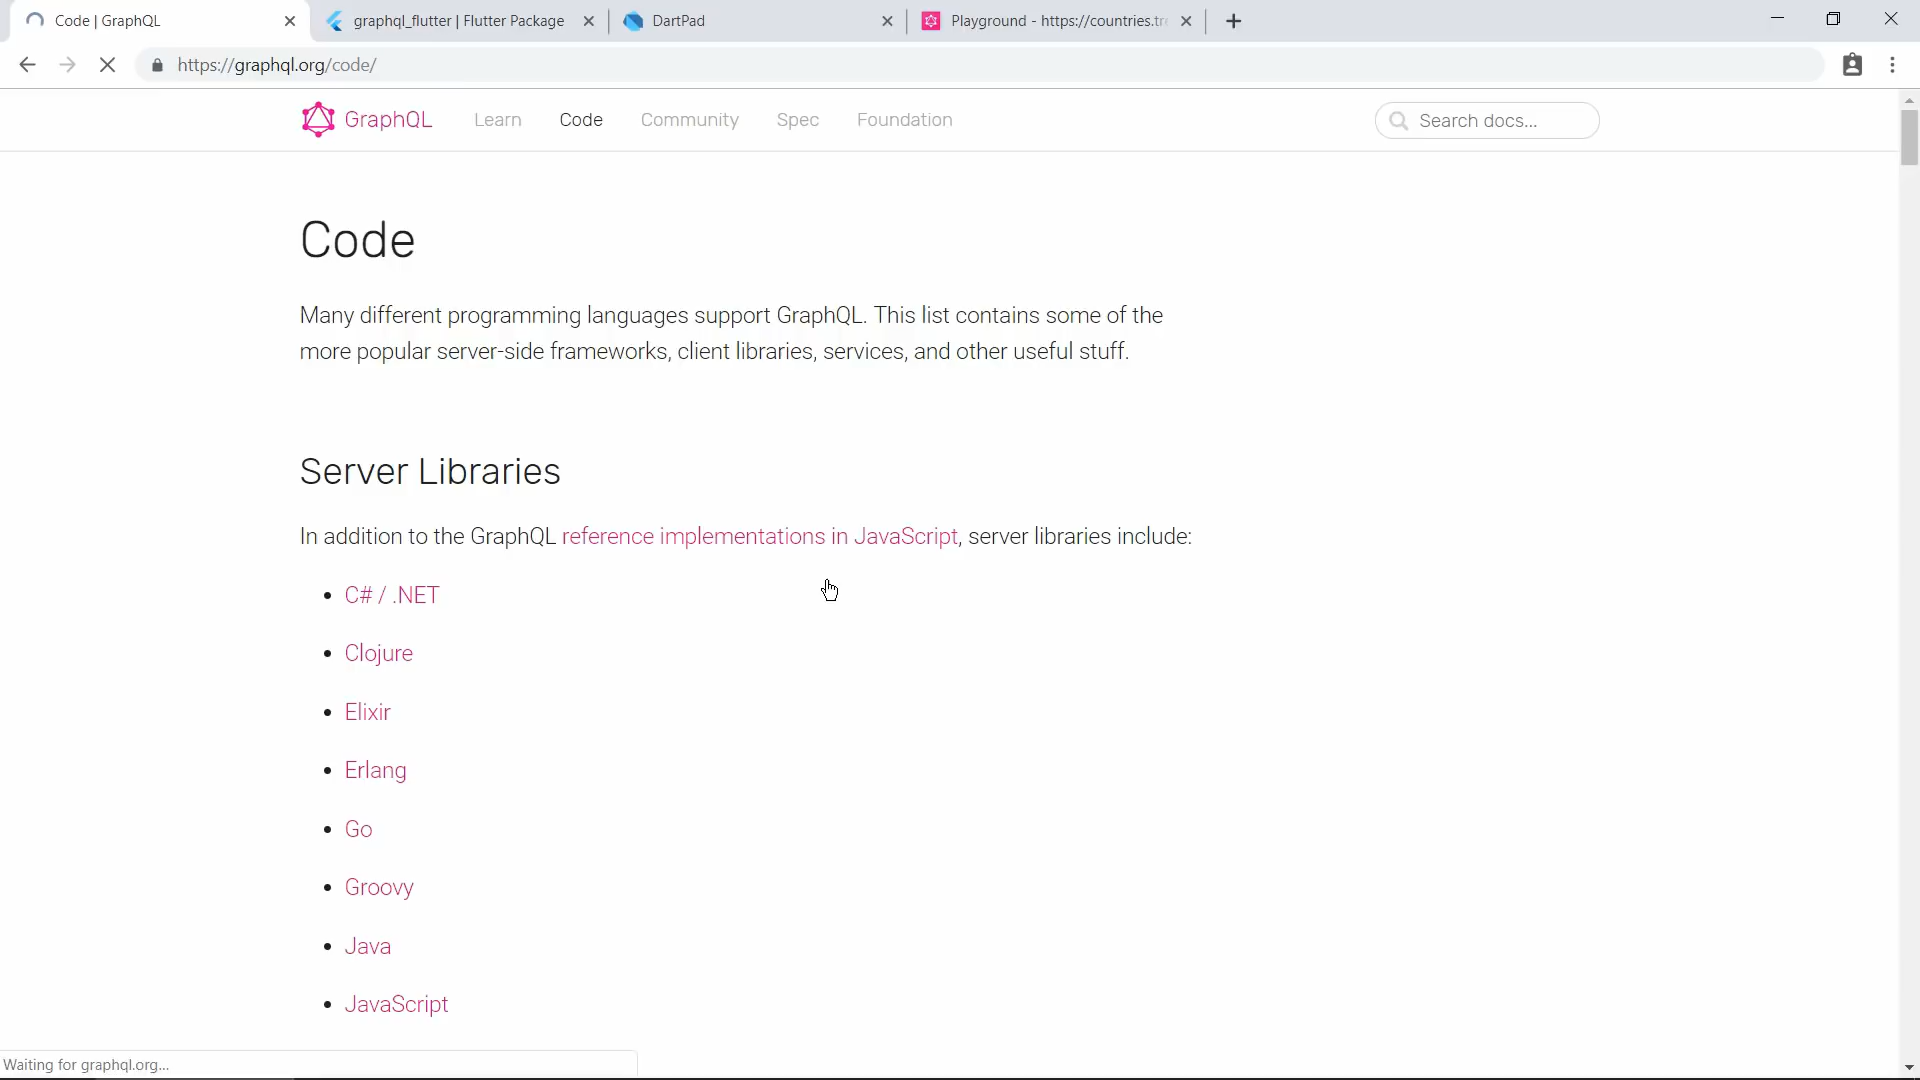 Code | GraphQL
graphql_flutter | Flutter Package
DartPad
Playground - https://countries.tre
https://graphql.org/code/
GraphQL
Learn
Code
Community
Spec
Foundation
Search docs...
Code
Many different programming languages support GraphQL. This list contains some of the
more popular server-side frameworks, client libraries, services, and other useful stuff.
Server Libraries
In addition to the GraphQL reference implementations in JavaScript, server libraries include:
• C# / .NET
• Clojure
• Elixir
• Erlang
• Go
• Groovy
• Java
• JavaScript
Waiting for graphql.org...